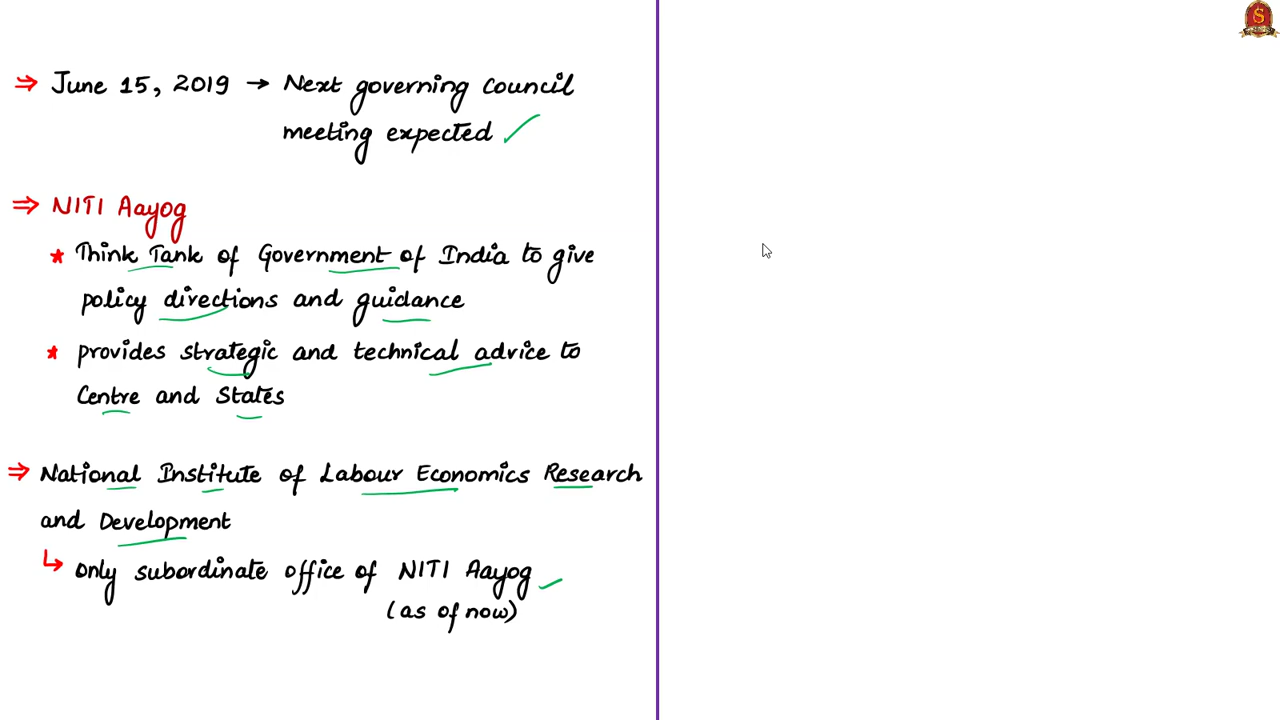 ⇒ June 15, 2019 → Next governing council
meeting expected ✓
⇒ NITI Aayog
* Think Tank of Government of India to give
policy directions and guidance
* provides strategic and technical advice to
Centre and States
⇒ National Institute of Labour Economics Research
and Development
↳ only subordinate office of NITI Aayog ✓
(as of now)
S